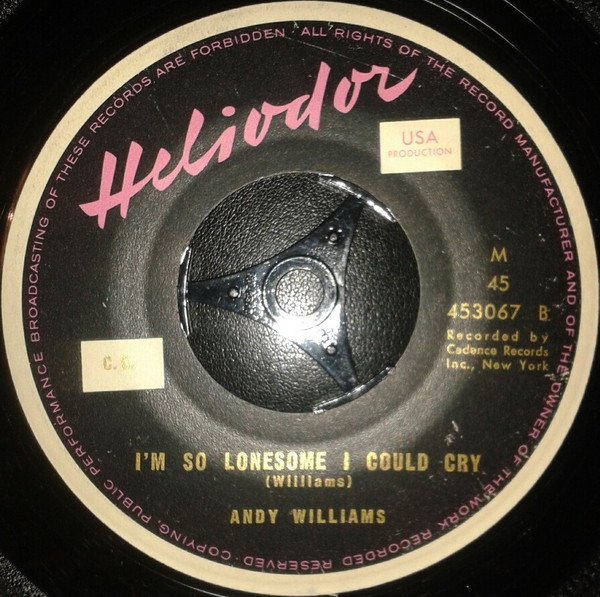 ALL RIGHTS OF THE RECORD MANUFACTURER AND OF THE OWNER OF THE WORK RECORDED RESERVED COPYING, PUBLIC PERFORMANCE BROADCASTING OF THESE RECORDS ARE FORBIDDEN
Heliodor
USA
PRODUCTION
M
45
453067 B
Recorded by
Cadence Records
Inc., New York
I'M SO LONESOME I COULD CRY
(Williams)
ANDY WILLIAMS